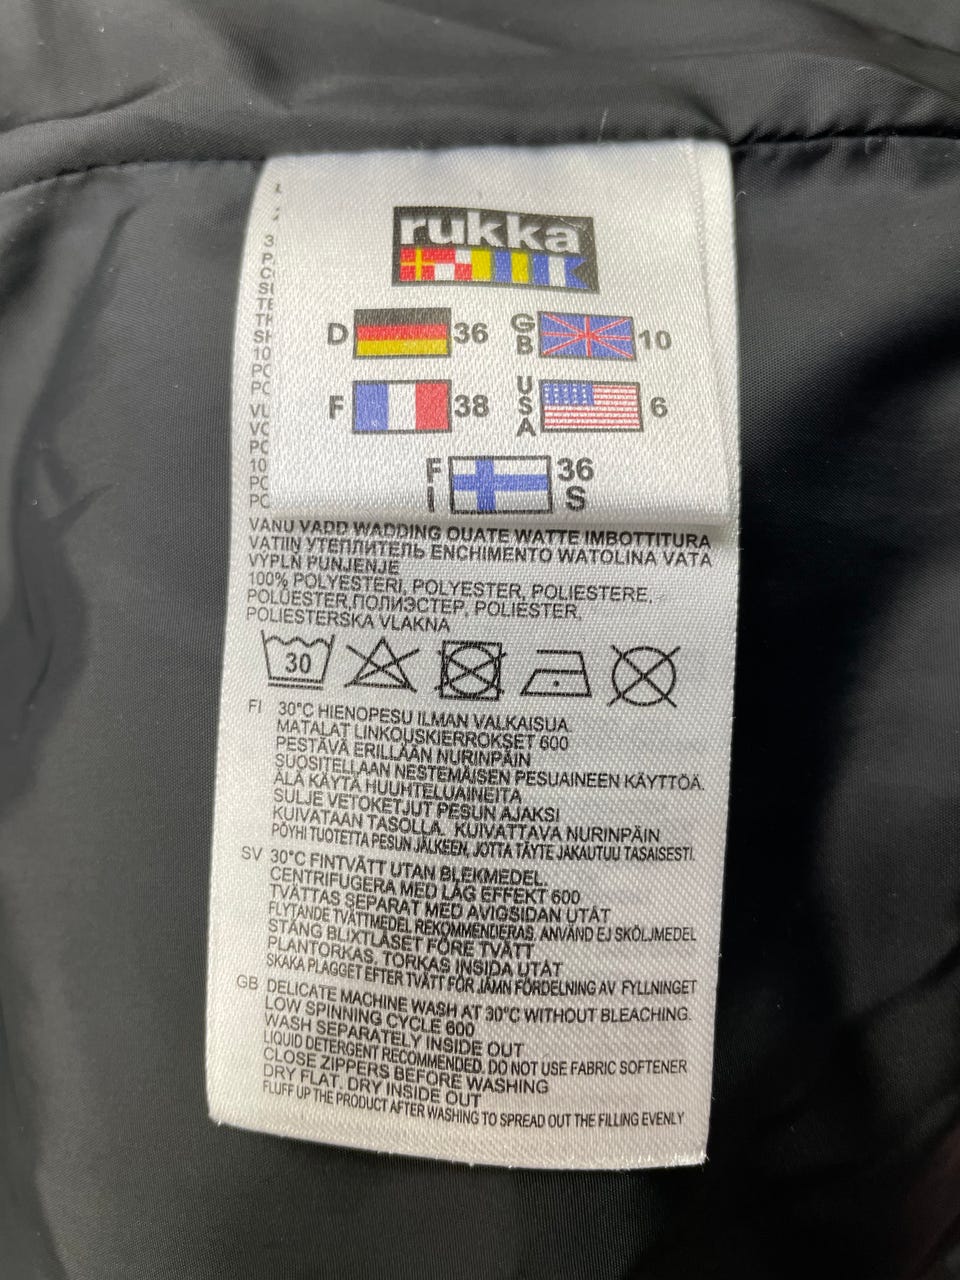 rukka
D 36 GB 10
F 38 USA 6
FI 36 S
VANU VADD WADDING OUATE WATTE IMBOTTITURA
VATIIN УТЕПЛИТЕЛЬ ENCHIMENTO WATOLINA VATA
VÝPLN PUNJENJE
100% POLYESTERI, POLYESTER, POLIESTERE,
POLÜESTER,ПОЛИЭСТЕР, POLIÉSTER,
POLIESTERSKA VLAKNA
30
FI 30°C HIENOPESU ILMAN VALKAISUA
MATALAT LINKOUSKIERROKSET 600
PESTÄVÄ ERILLÄÄN NURINPÄIN
SUOSITELLAAN NESTEMÄISEN PESUAINEEN KÄYTTÖÄ.
ÄLÄ KÄYTÄ HUUHTELUAINEITA
SULJE VETOKETJUT PESUN AJAKSI
KUIVATAAN TASOLLA. KUIVATTAVA NURINPÄIN
PÖYHI TUOTETTA PESUN JÄLKEEN, JOTTA TÄYTE JAKAUTUU TASAISESTI.
SV 30°C FINTVÄTT UTAN BLEKMEDEL
CENTRIFUGERA MED LÅG EFFEKT 600
TVÄTTAS SEPARAT MED AVIGSIDAN UTÅT
FLYTANDE TVÄTTMEDEL REKOMMENDERAS. ANVÄND EJ SKÖLJMEDEL
STÄNG BLIXTLÅSET FÖRE TVÄTT
PLANTORKAS. TORKAS INSIDA UTÅT
SKAKA PLAGGET EFTER TVÄTT FÖR JÄMN FÖRDELNING AV FYLLNINGET
GB DELICATE MACHINE WASH AT 30°C WITHOUT BLEACHING.
LOW SPINNING CYCLE 600
WASH SEPARATELY INSIDE OUT
LIQUID DETERGENT RECOMMENDED. DO NOT USE FABRIC SOFTENER
CLOSE ZIPPERS BEFORE WASHING
DRY FLAT. DRY INSIDE OUT
FLUFF UP THE PRODUCT AFTER WASHING TO SPREAD OUT THE FILLING EVENLY